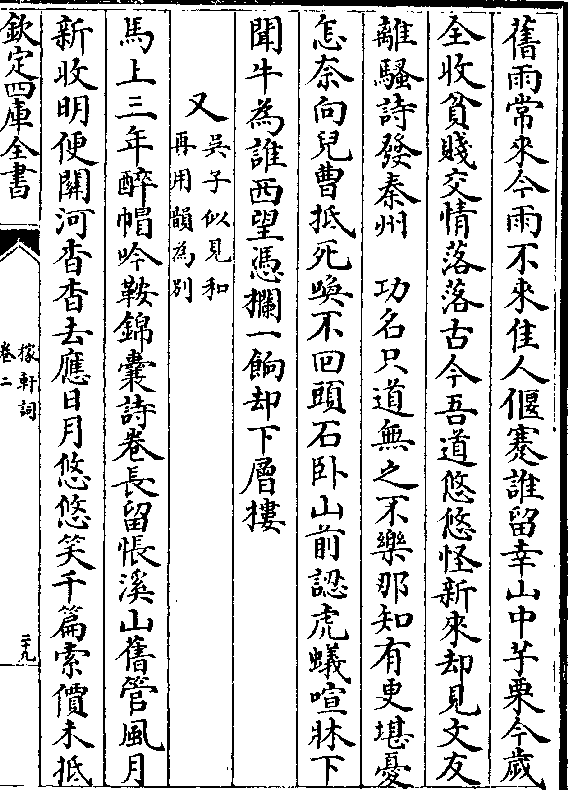 舊雨常來今雨不來佳人偃蹇誰留幸山中芋栗今歲
全收貧賤交情落落古今吾道悠悠怪新來却見文友
離騷詩發秦州　功名只道無之不樂那知有更堪憂
怎奈向兒曹抵死喚不回頭石卧山前認虎蟻喧牀下
聞牛為誰西望憑攔一餉却下層摟
又吳子似見和
再用韻為別
馬上三年醉帽吟鞍錦囊詩卷長留悵溪山舊管風月
新收明便關河杳杳去應日月悠悠笑千篇索價未抵
欽定四庫全書
稼軒詞
卷二
二十九